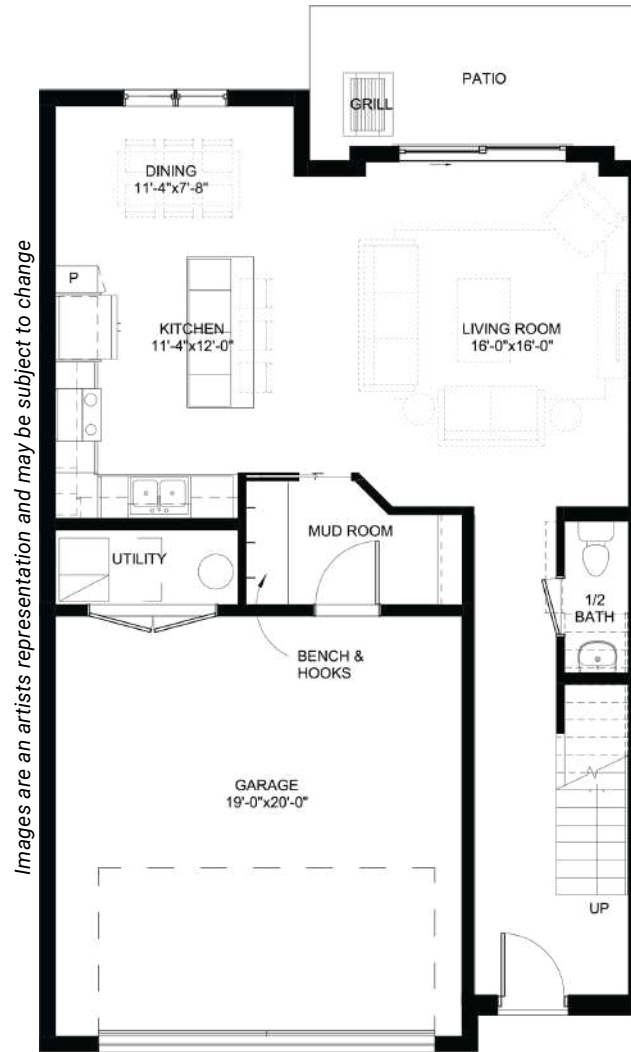 PATIO
GRILL
DINING
11'-4"x7'-8"
P
KITCHEN
11'-4"x12'-0"
LIVING ROOM
16'-0"x16'-0"
MUD ROOM
UTILITY
1/2
BATH
BENCH &
HOOKS
GARAGE
19'-0"x20'-0"
UP
Images are an artists representation and may be subject to change